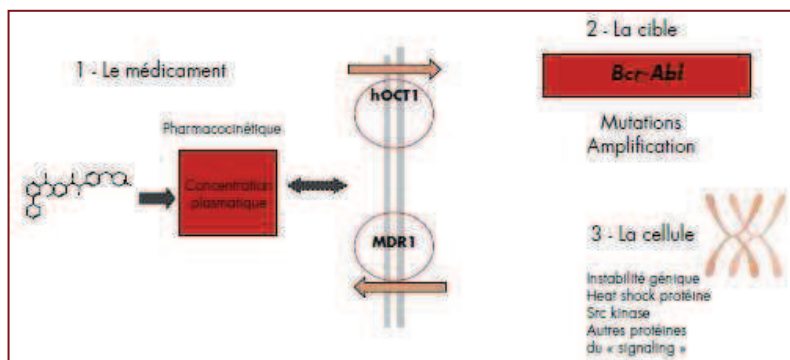 1 - Le médicament
Pharmacocinétique
Concentration
plasmatique
hOCT1
MDR1
2 - La cible
Bcr-Abl
Mutations
Amplification
3 - La cellule
Instabilité génique
Heat shock protéine
Src kinase
Autres protéines
du « signaling »